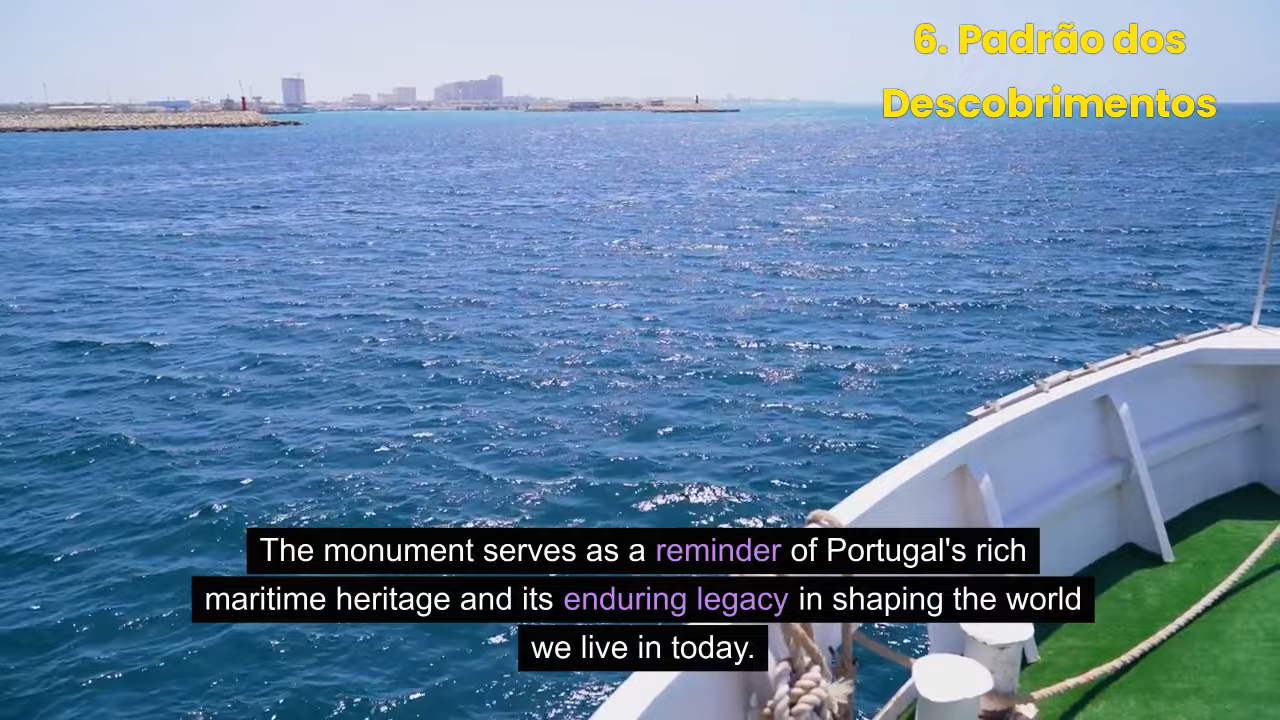 6. Padrão dos
Descobrimentos
The monument serves as a reminder of Portugal's rich
maritime heritage and its enduring legacy in shaping the world
we live in today.